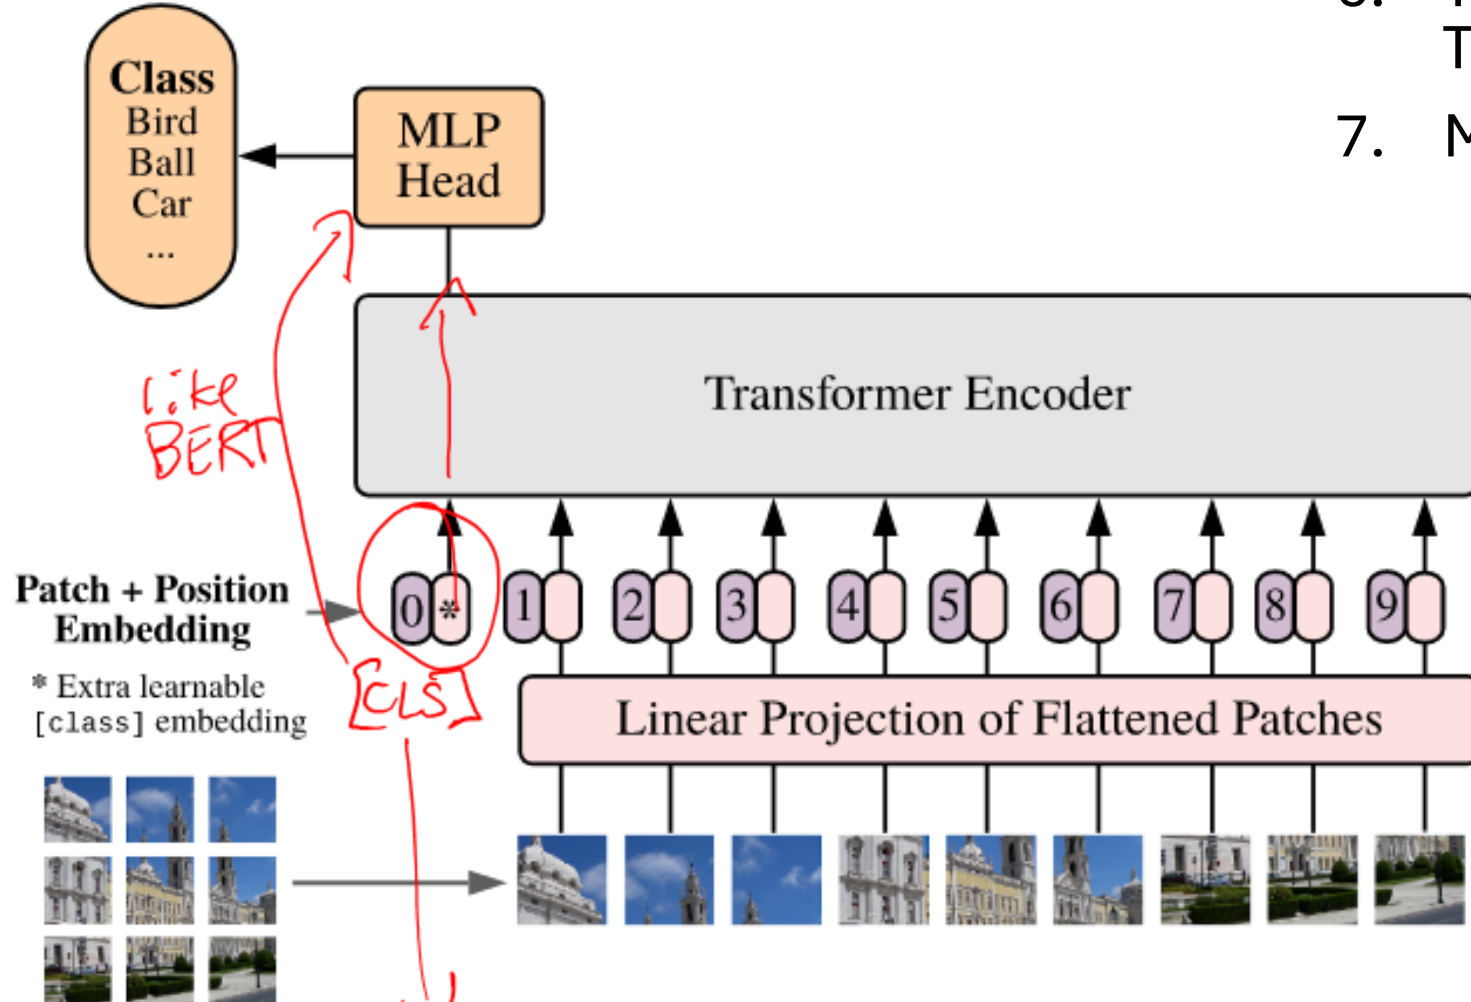 Class
Bird
Ball
Car
...
MLP
Head
7.
Transformer Encoder
like
BERT
Patch + Position
Embedding
0 * 1 2 3 4 5 6 7 8 9
* Extra learnable
[class] embedding
[CLS]
Linear Projection of Flattened Patches